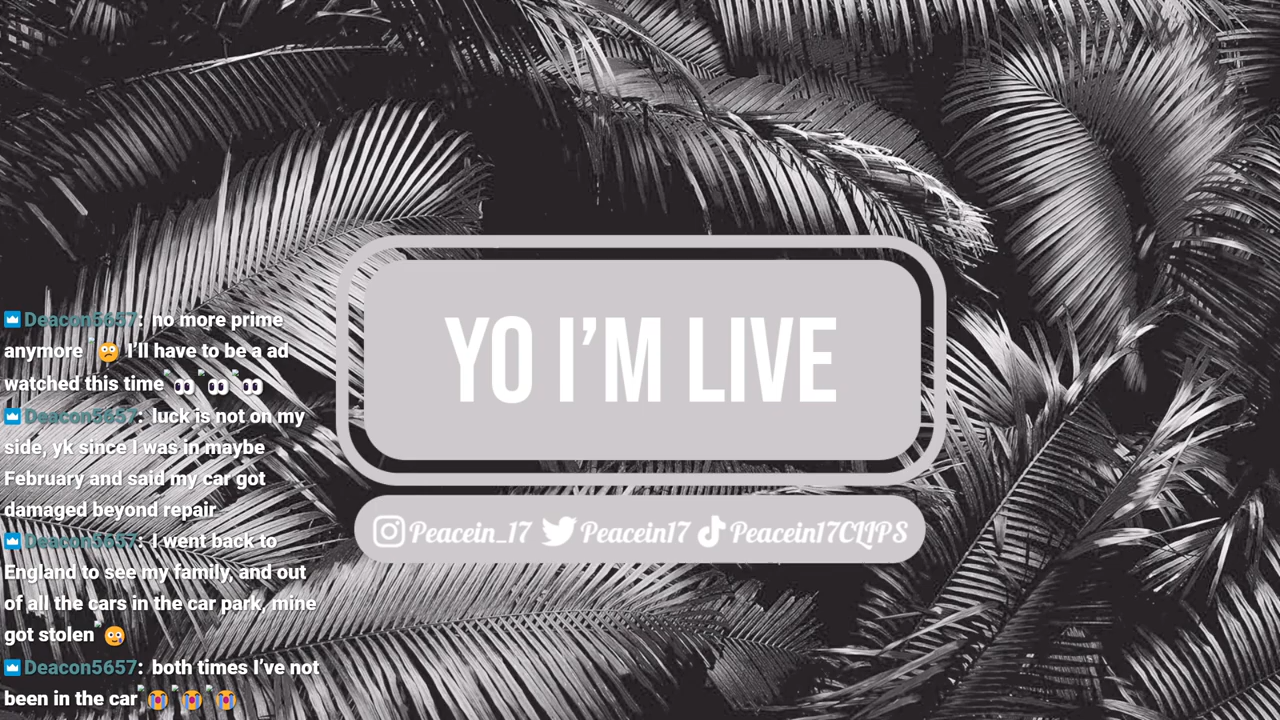 YO I’M LIVE
Peacein_17 Peacein17 Peacein17CLIPS
Deacon5657: no more prime
anymore 😕 I’ll have to be a ad
watched this time 👀 👀 👀
Deacon5657: luck is not on my
side, yk since I was in maybe
February and said my car got
damaged beyond repair
Deacon5657: I went back to
England to see my family, and out
of all the cars in the car park, mine
got stolen 🥲
Deacon5657: both times I’ve not
been in the car 😭 😭 😭